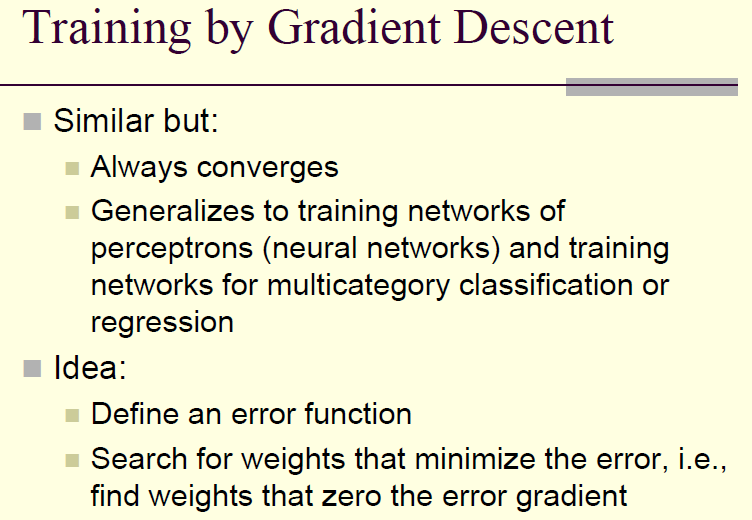 Training by Gradient Descent
Similar but:
Always converges
Generalizes to training networks of
perceptrons (neural networks) and training
networks for multicategory classification or
regression
Idea:
Define an error function
Search for weights that minimize the error, i.e.,
find weights that zero the error gradient